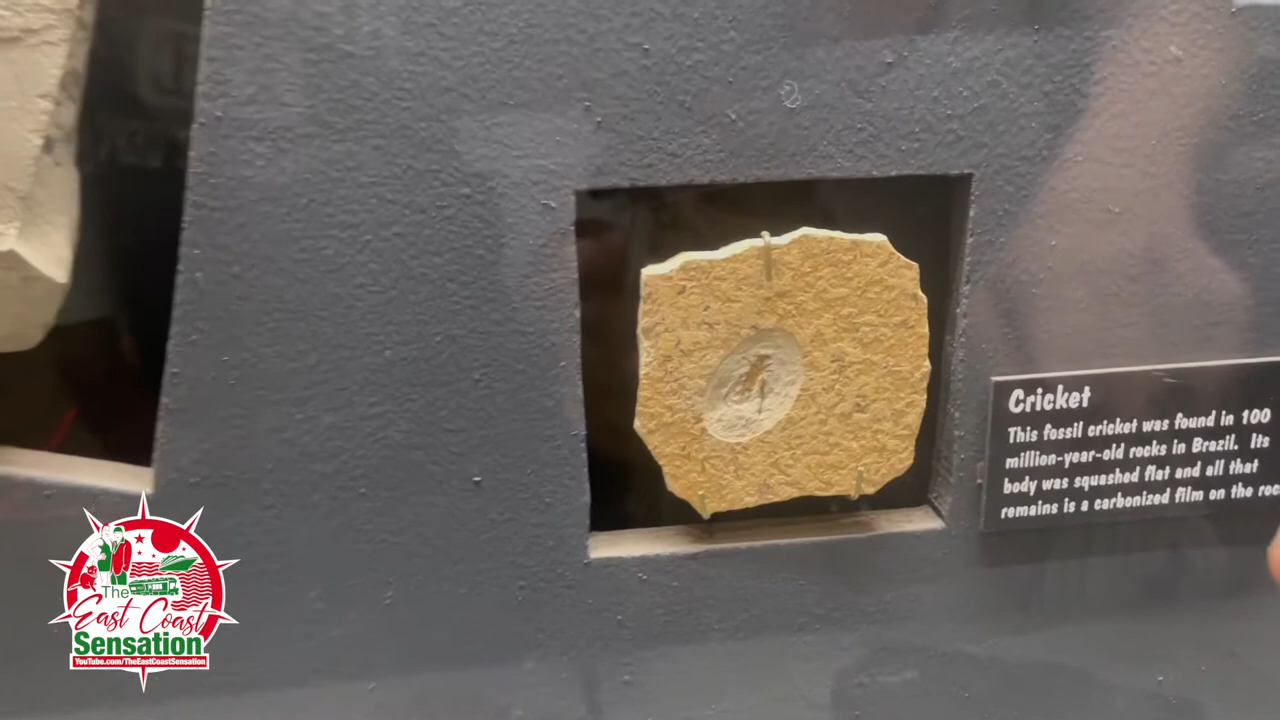 Cricket
This fossil cricket was found in 100
million-year-old rocks in Brazil. Its
body was squashed flat and all that
remains is a carbonized film on the roc
The
East Coast
Sensation
YouTube.com/TheEastCoastSensation